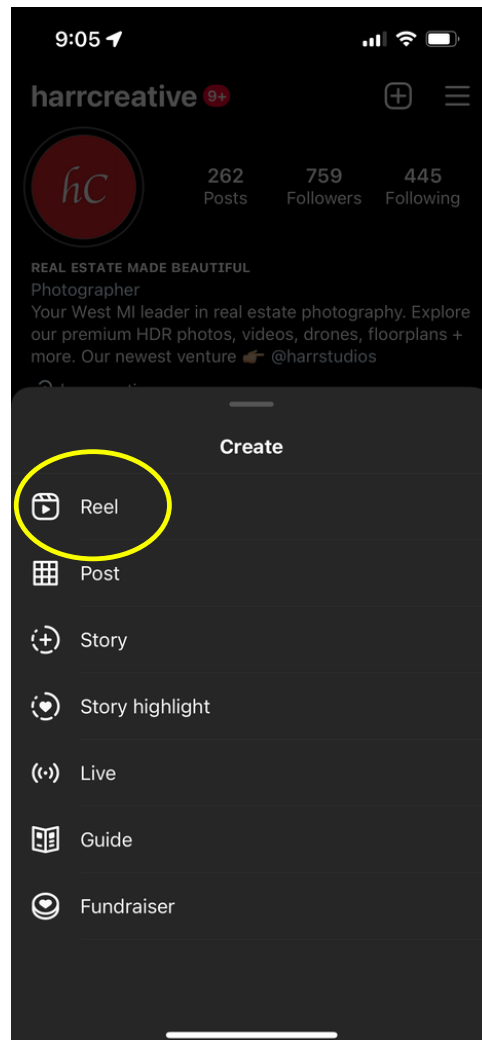 9:05
harrcreative 9+
hC
262 759 445
Posts Followers Following
REAL ESTATE MADE BEAUTIFUL
Photographer
Your West MI leader in real estate photography. Explore
our premium HDR photos, videos, drones, floorplans +
more. Our newest venture 👉🏽 @harrstudios
Create
Reel
Post
Story
Story highlight
Live
Guide
Fundraiser